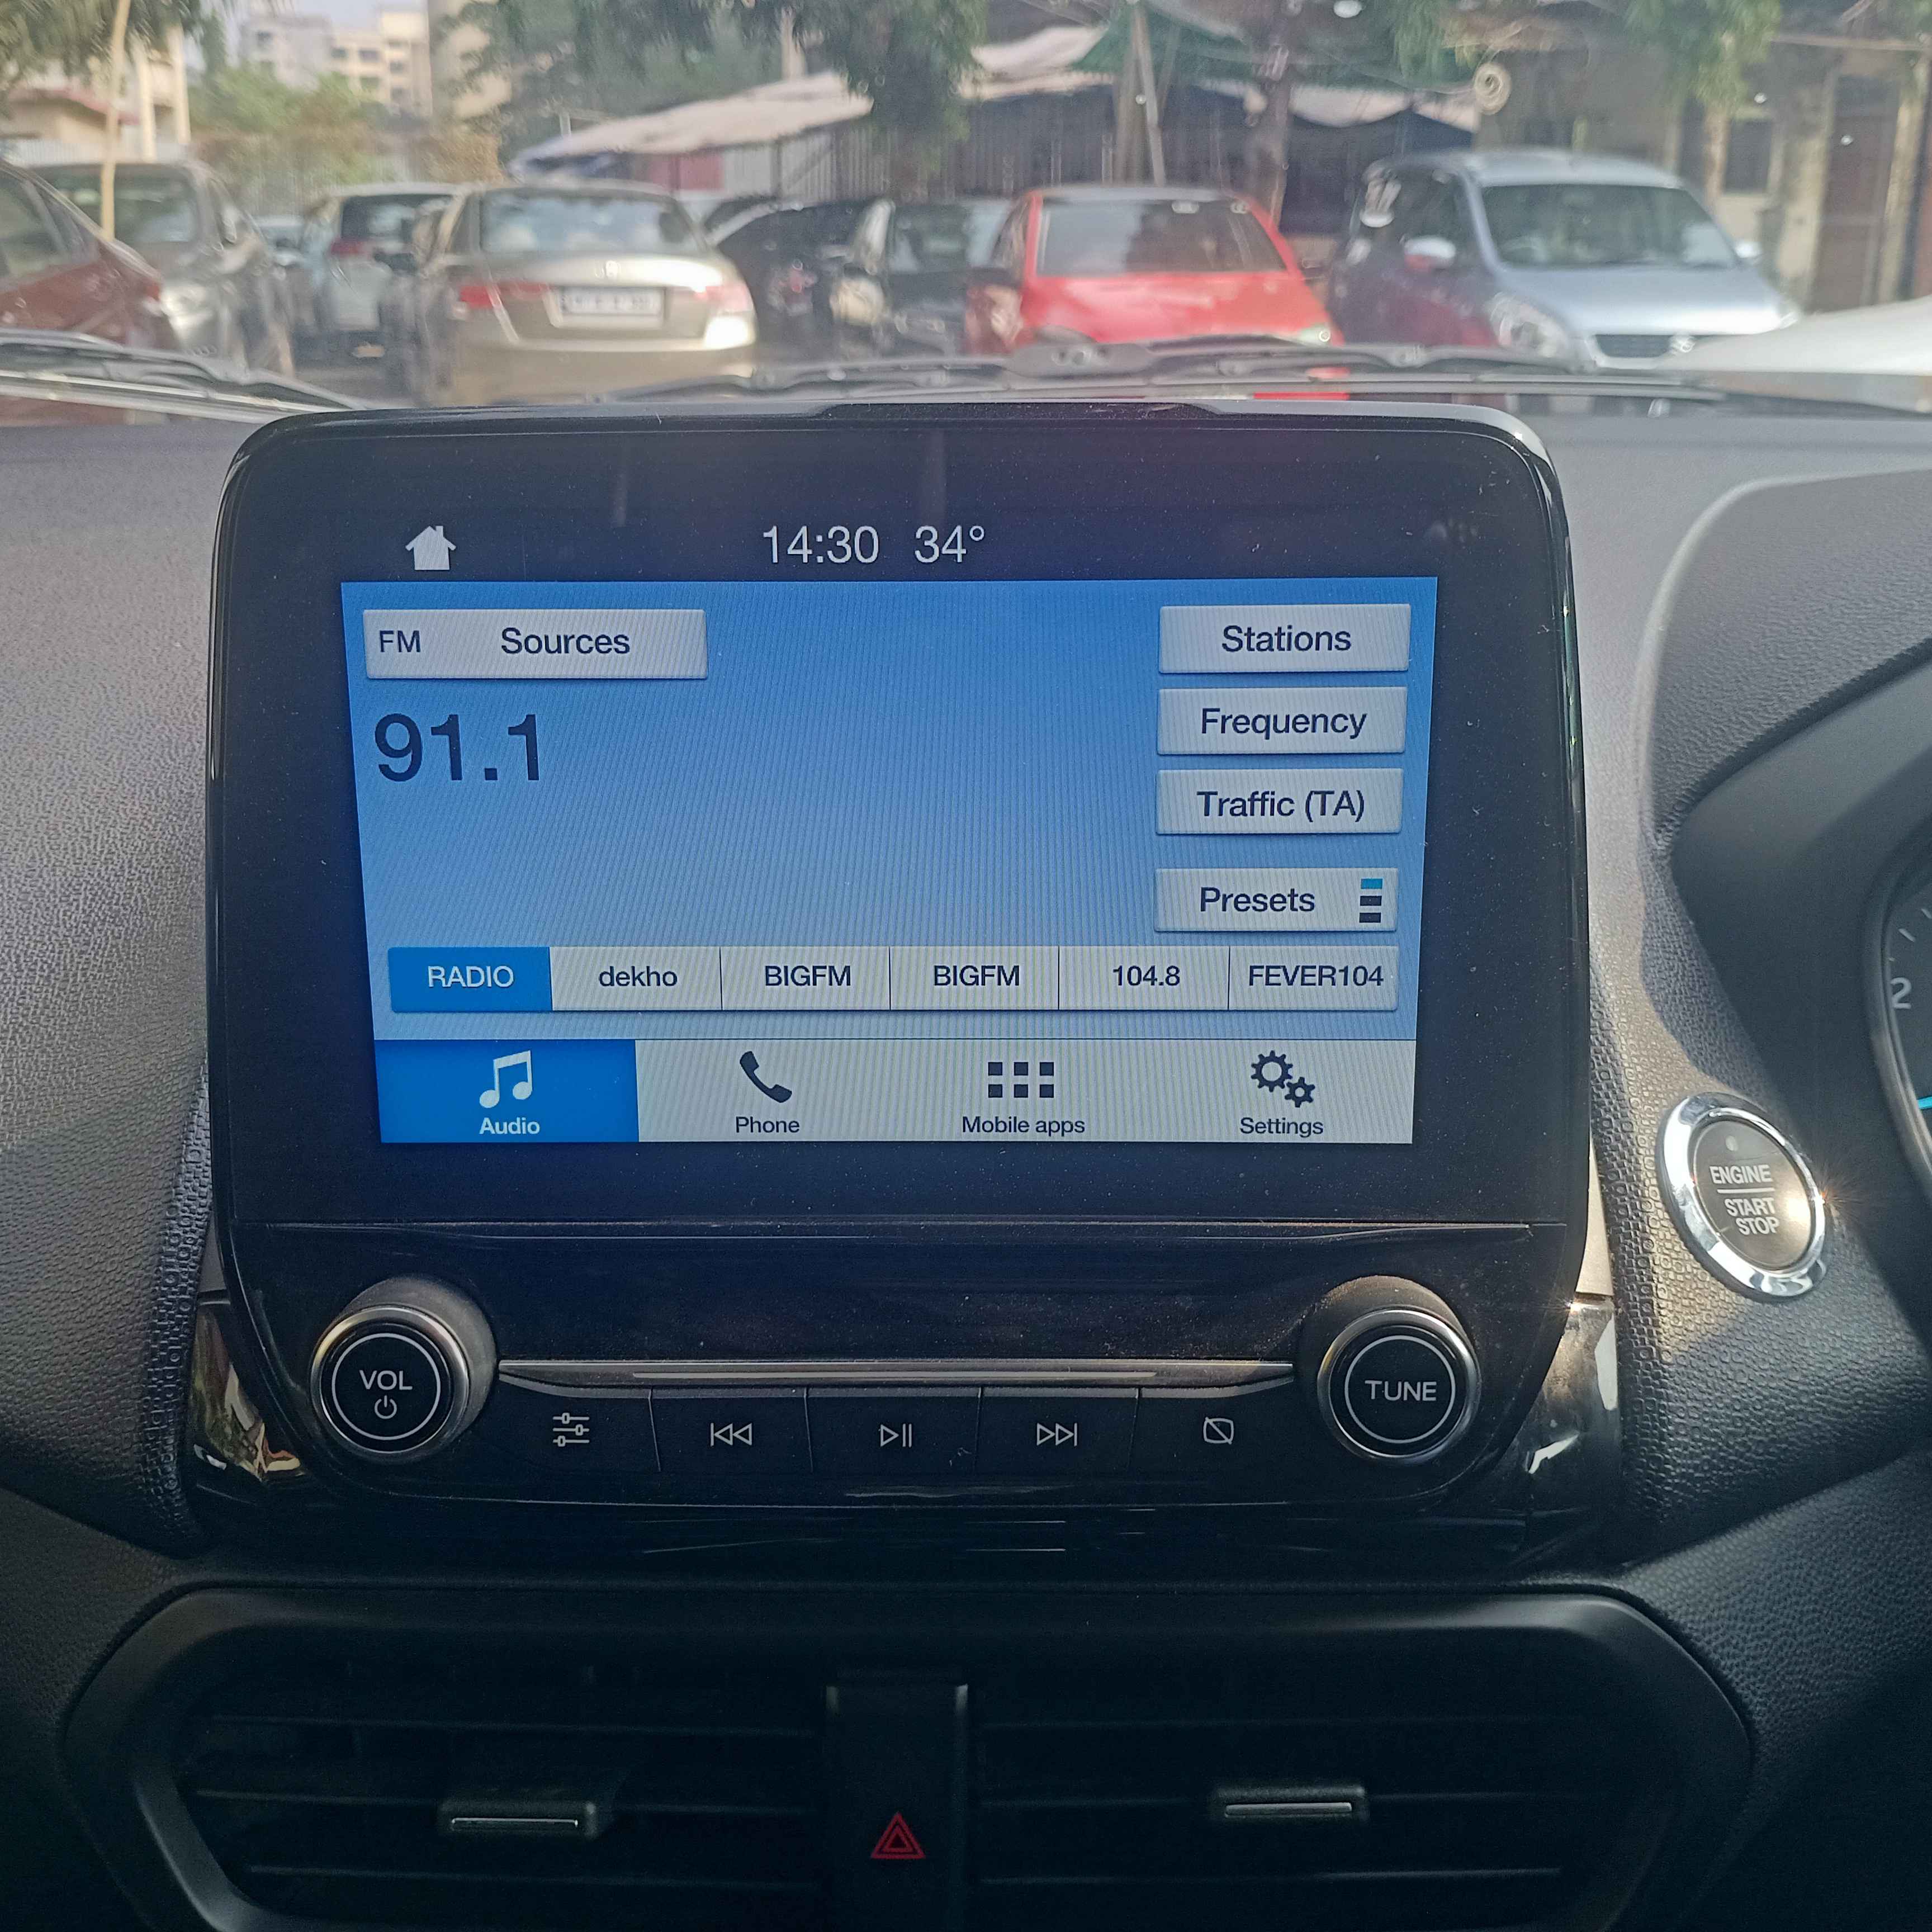 14:30 34°
FM Sources
Stations
91.1
Frequency
Traffic (TA)
Presets
RADIO dekho BIGFM BIGFM 104.8 FEVER104
Audio Phone Mobile apps Settings
2
ENGINE
START
STOP
VOL
TUNE